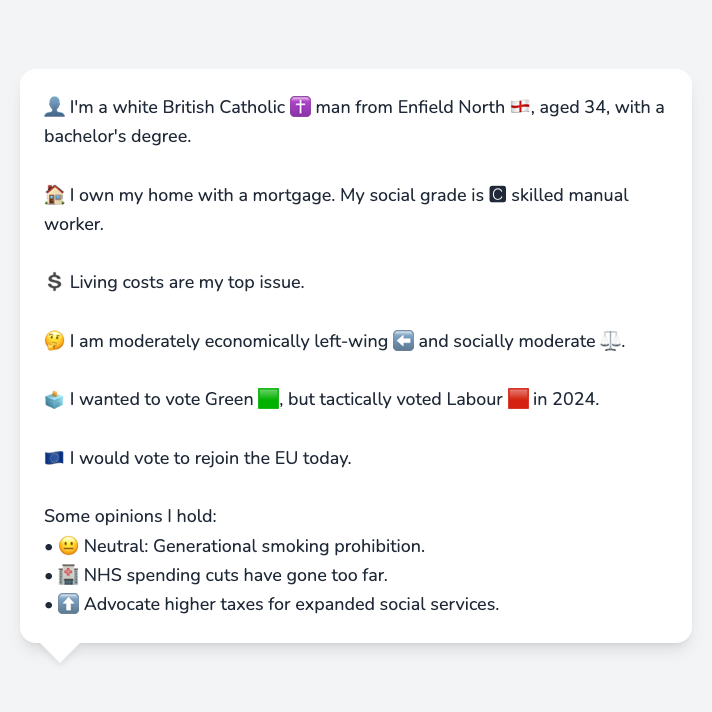 👤 I'm a white British Catholic ✝️ man from Enfield North 🏴󠁧󠁢󠁥󠁮󠁧󠁿, aged 34, with a
bachelor's degree.
🏠 I own my home with a mortgage. My social grade is 🅲 skilled manual
worker.
💲 Living costs are my top issue.
🤔 I am moderately economically left-wing ⬅️ and socially moderate ⚖️.
🗳️ I wanted to vote Green 🟩, but tactically voted Labour 🟥 in 2024.
🇪🇺 I would vote to rejoin the EU today.
Some opinions I hold:
• 😐 Neutral: Generational smoking prohibition.
• 🏥 NHS spending cuts have gone too far.
• ⬆️ Advocate higher taxes for expanded social services.